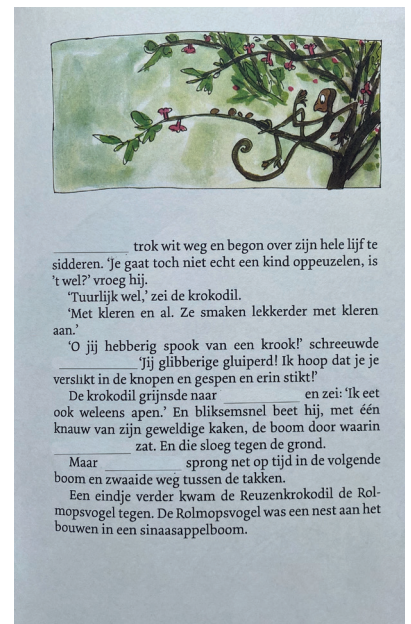 __________ trok wit weg en begon over zijn hele lijf te
sidderen. ‘Je gaat toch niet echt een kind oppeuzelen, is
’t wel?’ vroeg hij.
‘Tuurlijk wel,’ zei de krokodil.
‘Met kleren en al. Ze smaken lekkerder met kleren
aan.’
‘O jij hebberig spook van een krook!’ schreeuwde
__________ ‘Jij glibberige gluiperd! Ik hoop dat je je
verslikt in de knopen en gespen en erin stikt!’
De krokodil grijnsde naar __________ en zei: ‘Ik eet
ook weleens apen.’ En bliksemsnel beet hij, met één
knauw van zijn geweldige kaken, de boom door waarin
__________ zat. En die sloeg tegen de grond.
Maar __________ sprong net op tijd in de volgende
boom en zwaaide weg tussen de takken.
Een eindje verder kwam de Reuzenkrokodil de Rol-
mopsvogel tegen. De Rolmopsvogel was een nest aan het
bouwen in een sinaasappelboom.